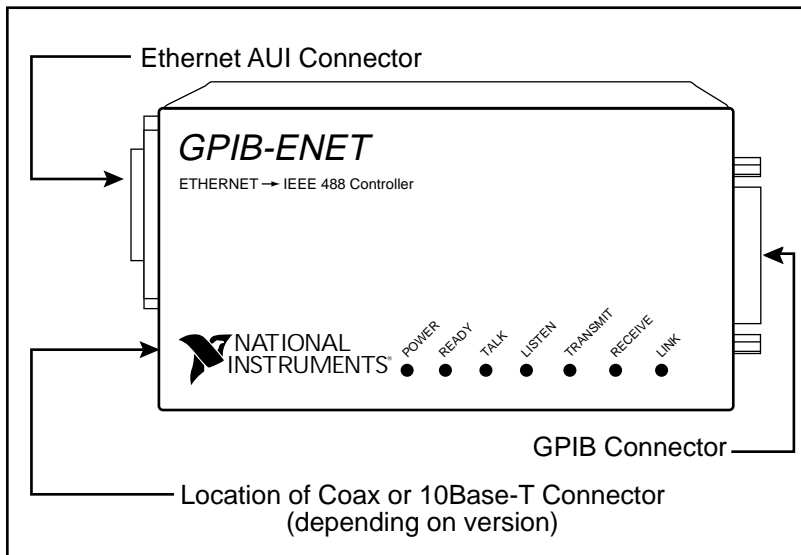 Ethernet AUI Connector
GPIB-ENET
ETHERNET → IEEE 488 Controller
NATIONAL
INSTRUMENTS®
POWER
READY
TALK
LISTEN
TRANSMIT
RECEIVE
LINK
GPIB Connector
Location of Coax or 10Base-T Connector
(depending on version)